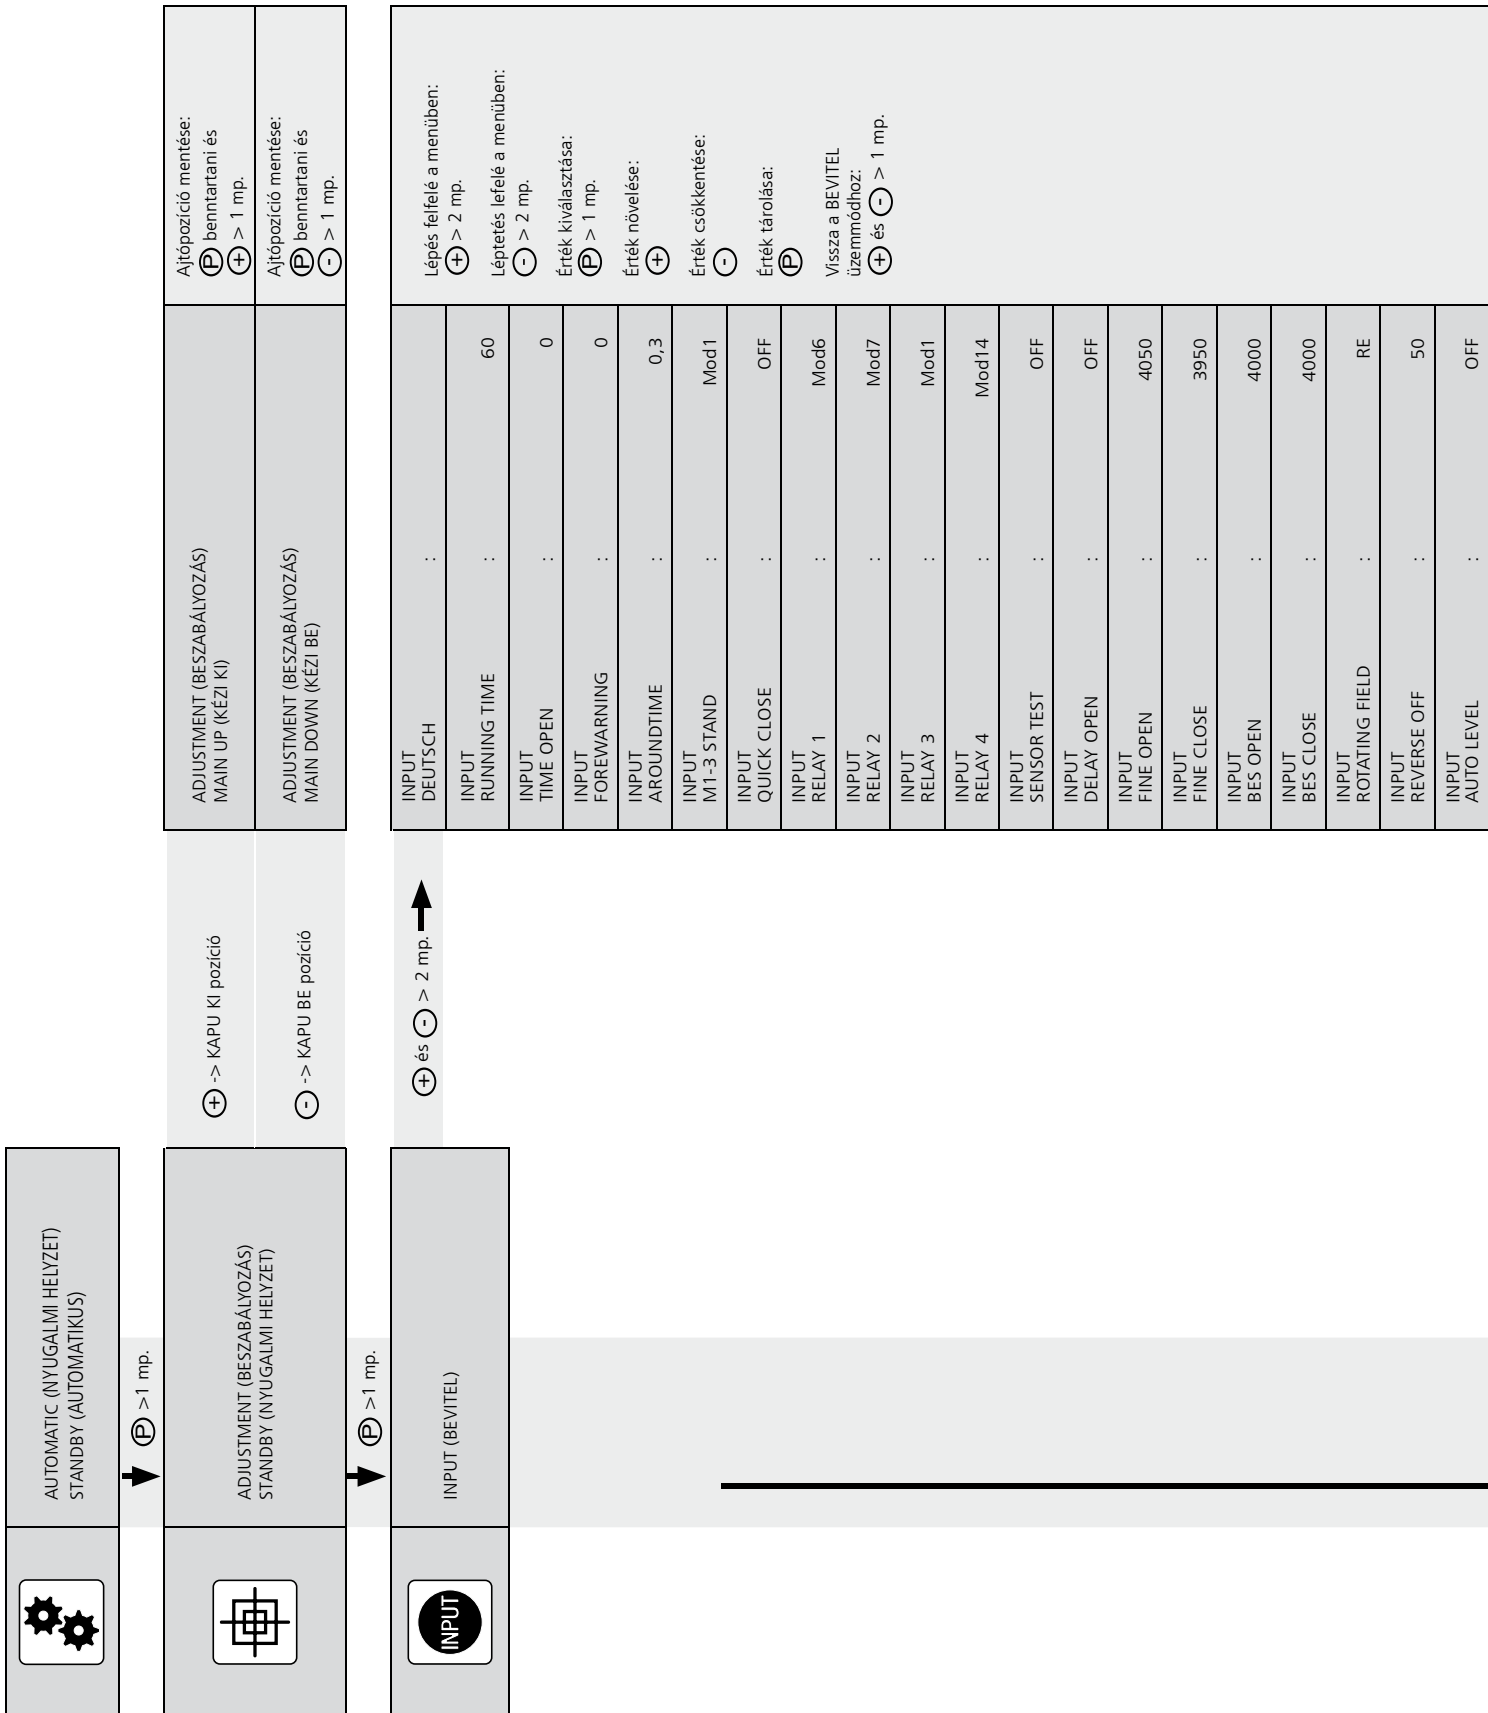 AUTOMATIC (NYUGALMI HELYZET)
STANDBY (AUTOMATIKUS)
P >1 mp.
ADJUSTMENT (BESZABÁLYOZÁS)
STANDBY (NYUGALMI HELYZET)
+ -> KAPU KI pozíció
ADJUSTMENT (BESZABÁLYOZÁS)
MAIN UP (KÉZI KI)
Ajtópozíció mentése:
P benntartani és
+ > 1 mp.
- -> KAPU BE pozíció
ADJUSTMENT (BESZABÁLYOZÁS)
MAIN DOWN (KÉZI BE)
Ajtópozíció mentése:
P benntartani és
- > 1 mp.
P >1 mp.
INPUT
INPUT (BEVITEL)
+ és - > 2 mp.
INPUT
DEUTSCH :
INPUT
RUNNING TIME : 60
INPUT
TIME OPEN : 0
INPUT
FOREWARNING : 0
INPUT
AROUNDTIME : 0,3
INPUT
M1-3 STAND : Mod1
INPUT
QUICK CLOSE : OFF
INPUT
RELAY 1 : Mod6
INPUT
RELAY 2 : Mod7
INPUT
RELAY 3 : Mod1
INPUT
RELAY 4 : Mod14
INPUT
SENSOR TEST : OFF
INPUT
DELAY OPEN : OFF
INPUT
FINE OPEN : 4050
INPUT
FINE CLOSE : 3950
INPUT
BES OPEN : 4000
INPUT
BES CLOSE : 4000
INPUT
ROTATING FIELD : RE
INPUT
REVERSE OFF : 50
INPUT
AUTO LEVEL : OFF
Lépés felfelé a menüben:
+ > 2 mp.
Léptetés lefelé a menüben:
- > 2 mp.
Érték kiválasztása:
P > 1 mp.
Érték növelése:
+
Érték csökkentése:
-
Érték tárolása:
P
Vissza a BEVITEL
üzemmódhoz:
+ és - > 1 mp.